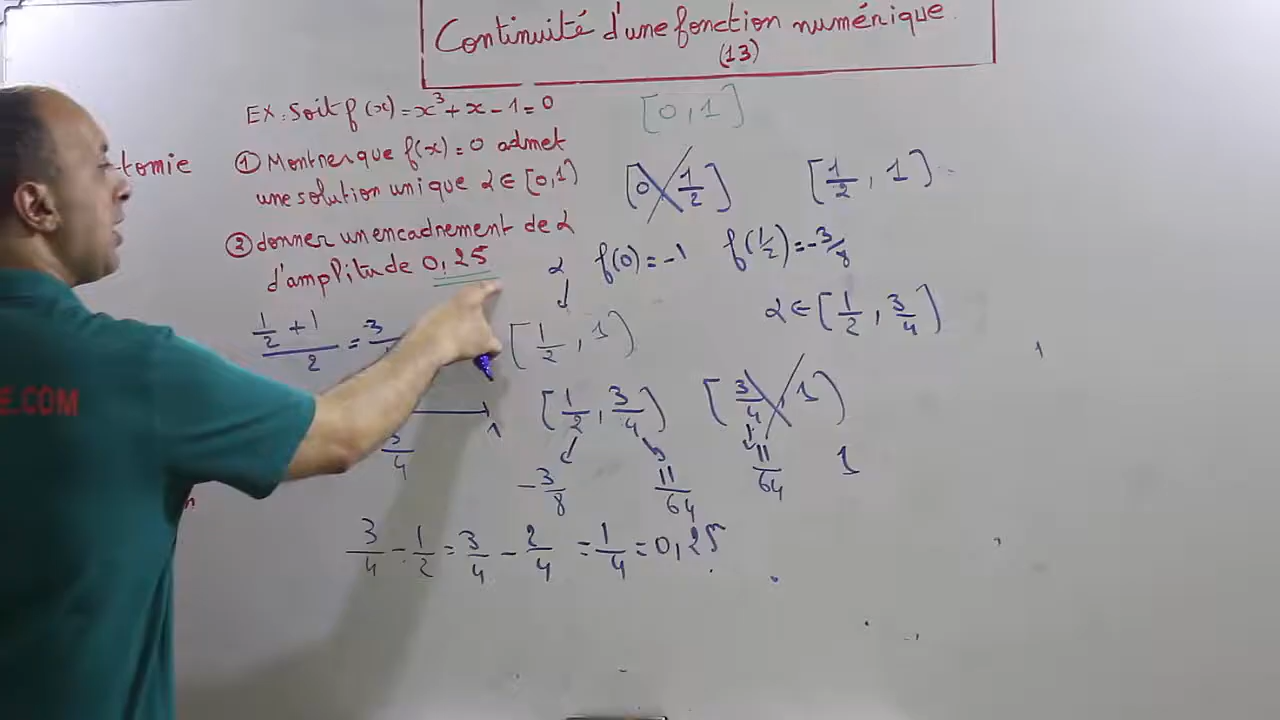 Continuité d'une fonction numérique.
(13)
EX: Soit f(x)=x³+x-1=0
① Montrer que f(x)=0 admet
une solution unique α∈[0,1]
② donner un encadrement de α
d'amplitude 0,25
tomie
[0,1]
[0, 1/2] [1/2, 1]
α f(0)=-1 f(1/2)=-3/8
α∈[1/2, 3/4]
(1/2+1)/2=3/
[1/2, 1]
1
3/4
[1/2, 3/4] [3/4, 1]
-3/8 11/64 11/64 1
3/4-1/2=3/4-2/4=1/4=0,25
E.COM